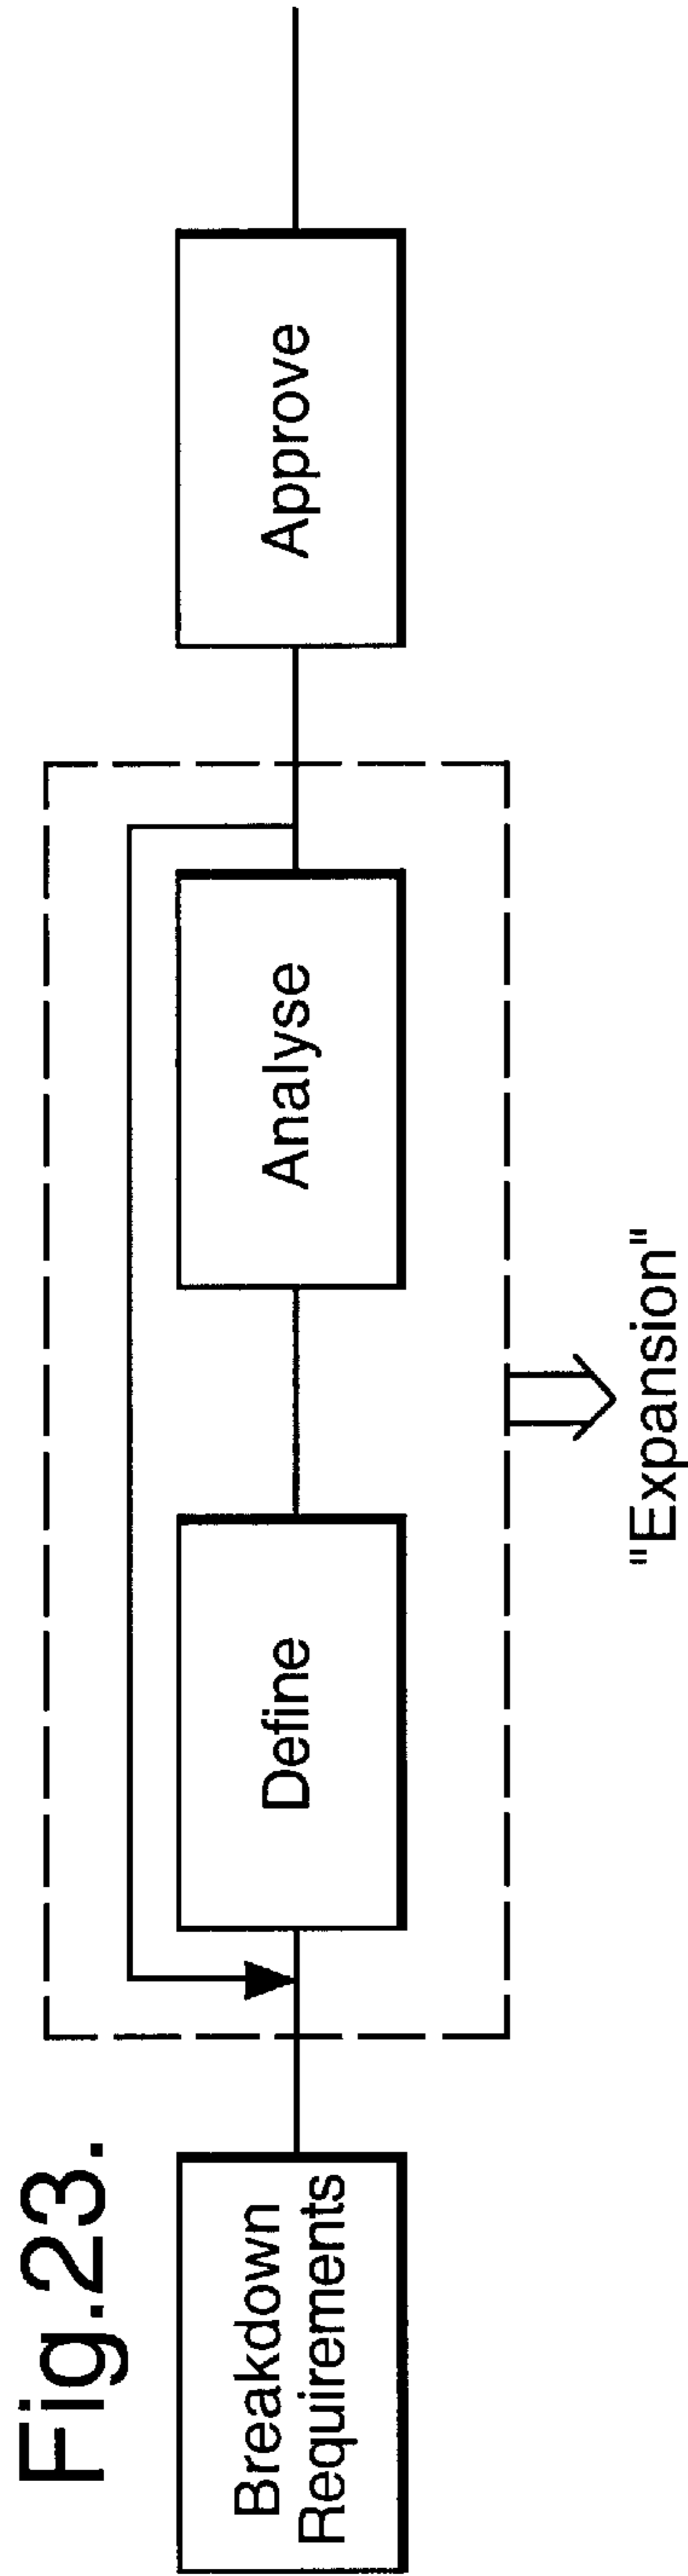 Fig.23.
Breakdown
Requirements
Define
Analyse
Approve
"Expansion"